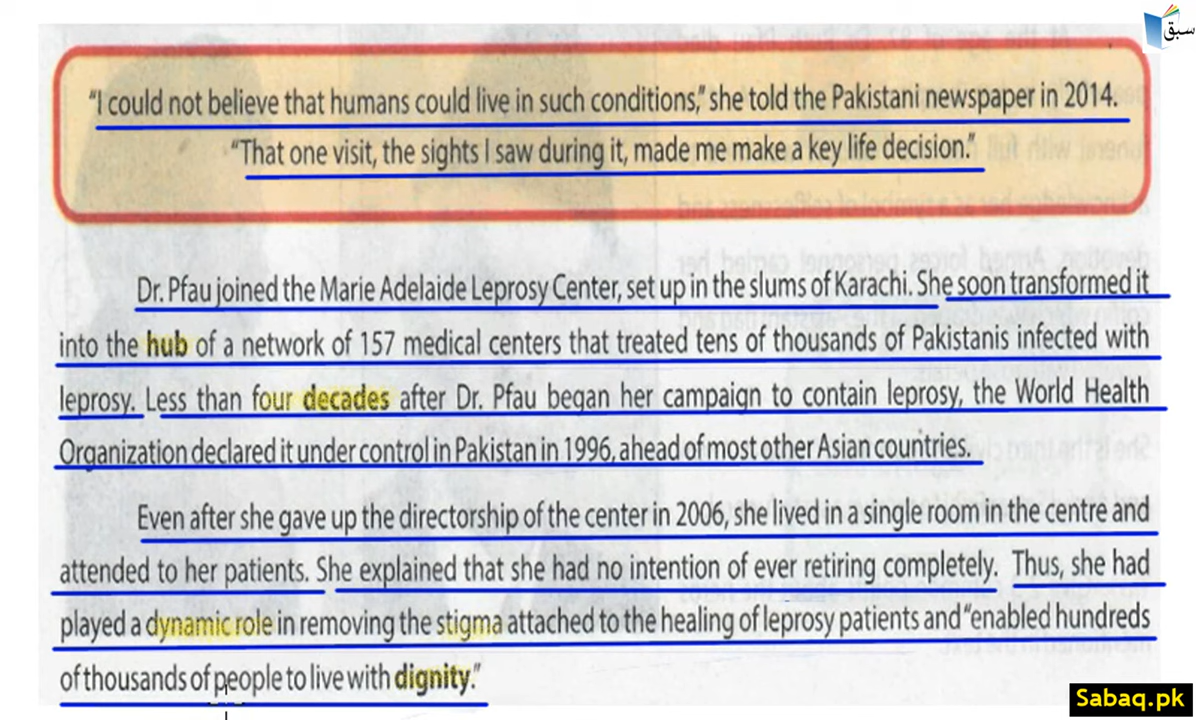 سبق
"I could not believe that humans could live in such conditions," she told the Pakistani newspaper in 2014.
"That one visit, the sights I saw during it, made me make a key life decision."
Dr. Pfau joined the Marie Adelaide Leprosy Center, set up in the slums of Karachi. She soon transformed it
into the hub of a network of 157 medical centers that treated tens of thousands of Pakistanis infected with
leprosy. Less than four decades after Dr. Pfau began her campaign to contain leprosy, the World Health
Organization declared it under control in Pakistan in 1996, ahead of most other Asian countries.
Even after she gave up the directorship of the center in 2006, she lived in a single room in the centre and
attended to her patients. She explained that she had no intention of ever retiring completely. Thus, she had
played a dynamic role in removing the stigma attached to the healing of leprosy patients and "enabled hundreds
of thousands of people to live with dignity."
Sabaq.pk